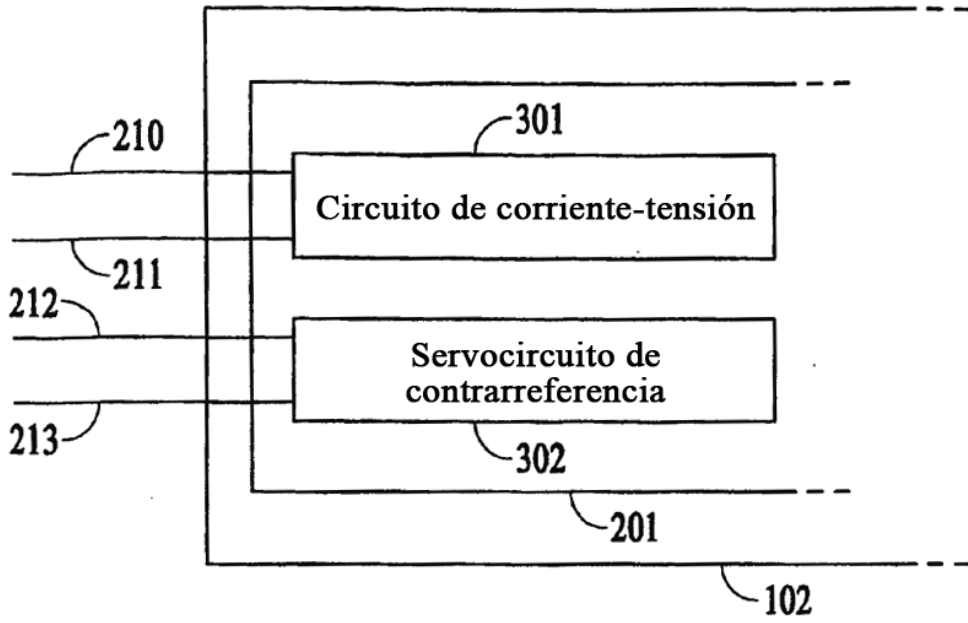 210
301
Circuito de corriente-tensión
211
212
Servocircuito de
contrarreferencia
213
302
201
102